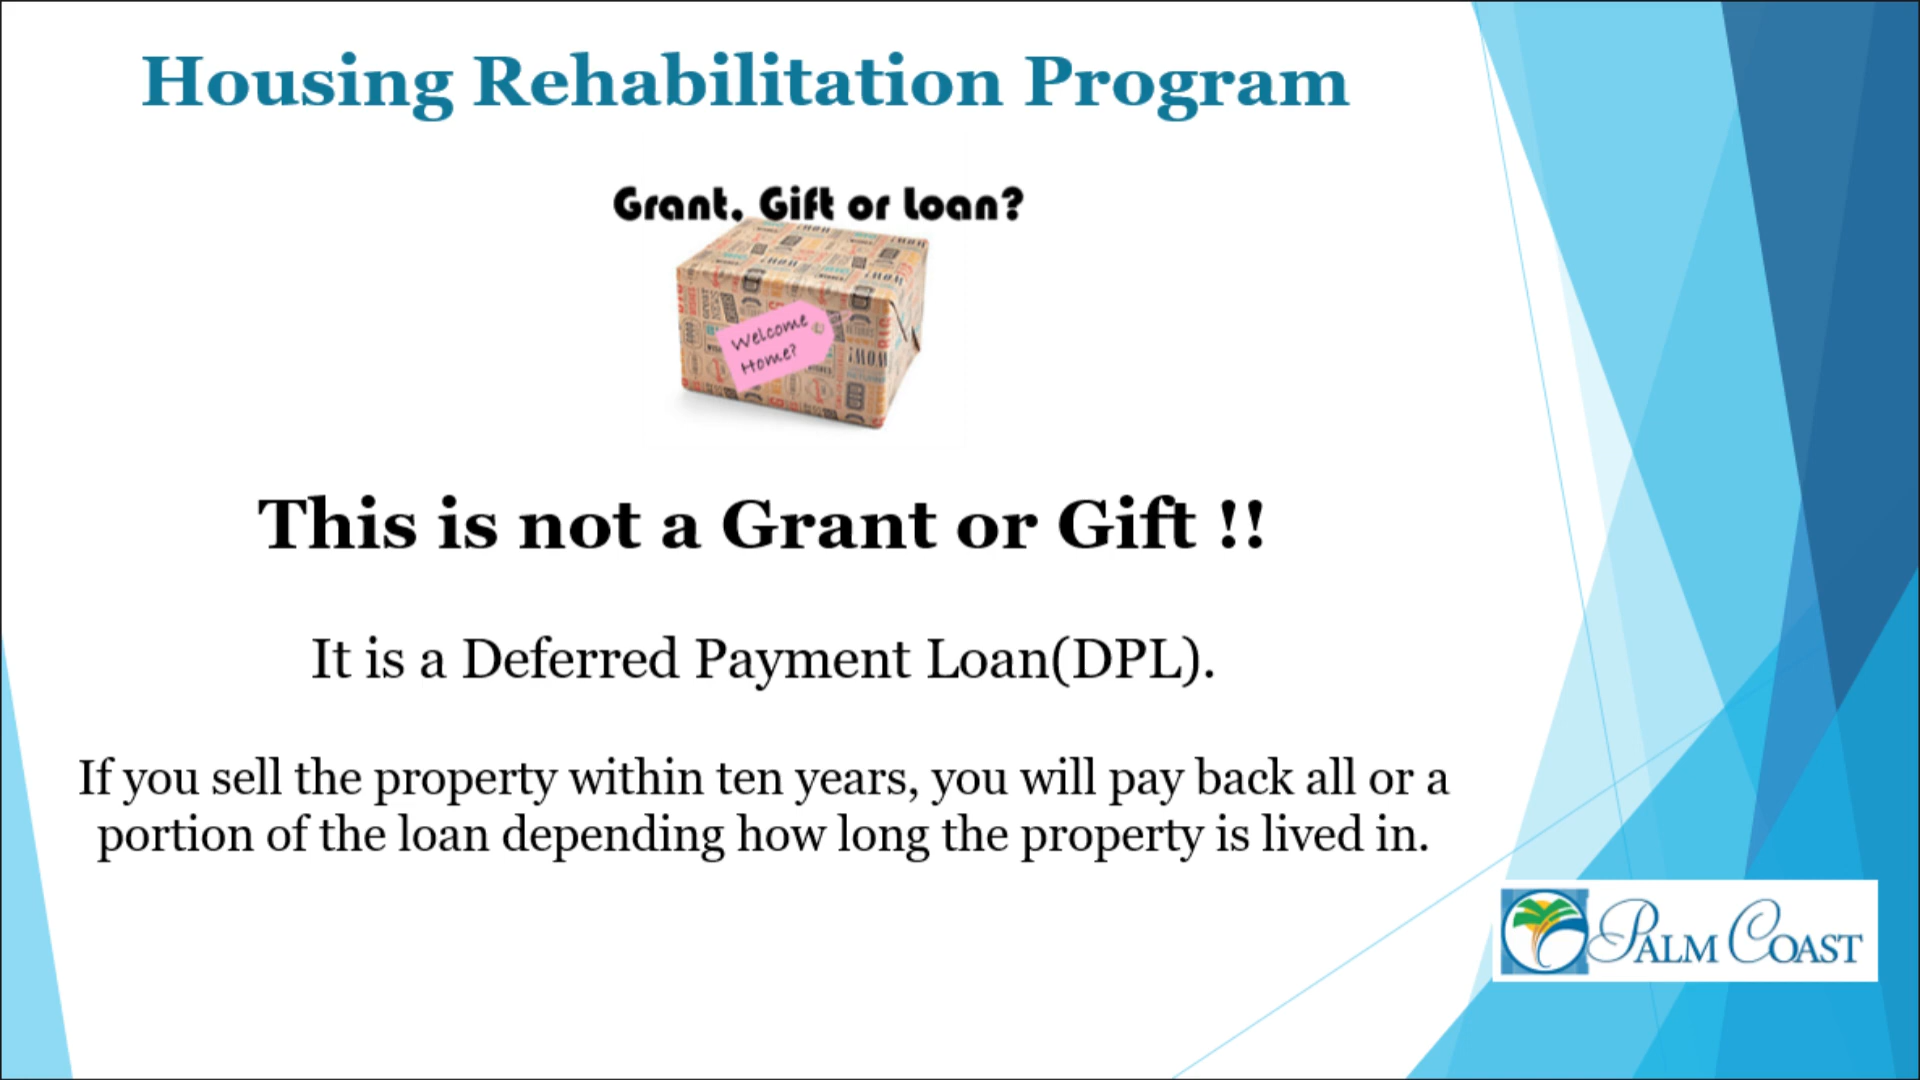 Housing Rehabilitation Program
Grant, Gift or Loan?
Welcome
Home?
This is not a Grant or Gift !!
It is a Deferred Payment Loan(DPL).
If you sell the property within ten years, you will pay back all or a
portion of the loan depending how long the property is lived in.
PALM COAST